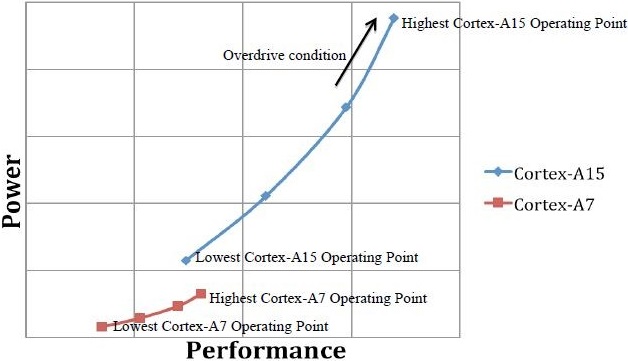 Highest Cortex-A15 Operating Point
Overdrive condition
Power
Cortex-A15
Cortex-A7
Lowest Cortex-A15 Operating Point
Highest Cortex-A7 Operating Point
Lowest Cortex-A7 Operating Point
Performance